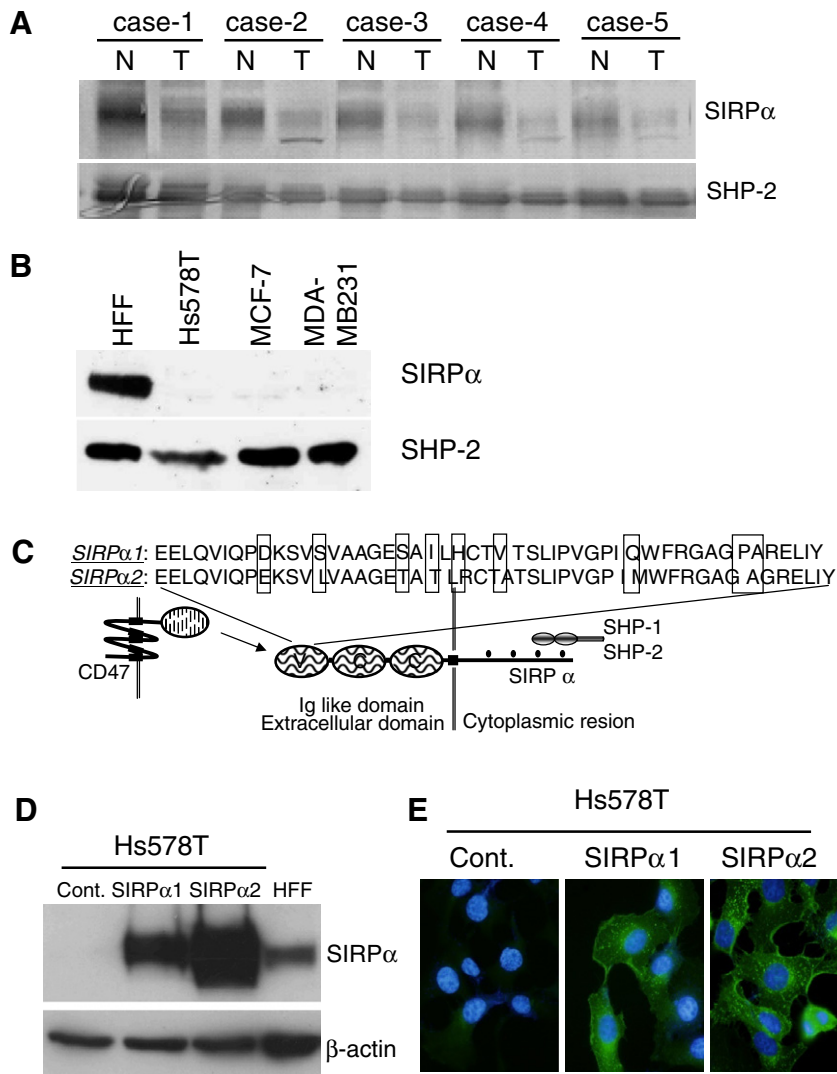 A
case-1 case-2 case-3 case-4 case-5
N T N T N T N T N T
SIRPα
SHP-2
B
HFF
Hs578T
MCF-7
MDA-
MB231
SIRPα
SHP-2
C
SIRPα1: EELQVIQPDKSVSVAAGESAILHCTVTSLIPVGPIQWFRGAGPARELIY
SIRPα2: EELQVIQPEKSVLVAAGETATLRCTATSLIPVGPIMWFRGAGAGRELIY
CD47
V C C
SHP-1
SHP-2
SIRP α
Ig like domain
Extracellular domain
Cytoplasmic resion
D
Hs578T
Cont. SIRPα1 SIRPα2 HFF
SIRPα
β-actin
E
Hs578T
Cont. SIRPα1 SIRPα2